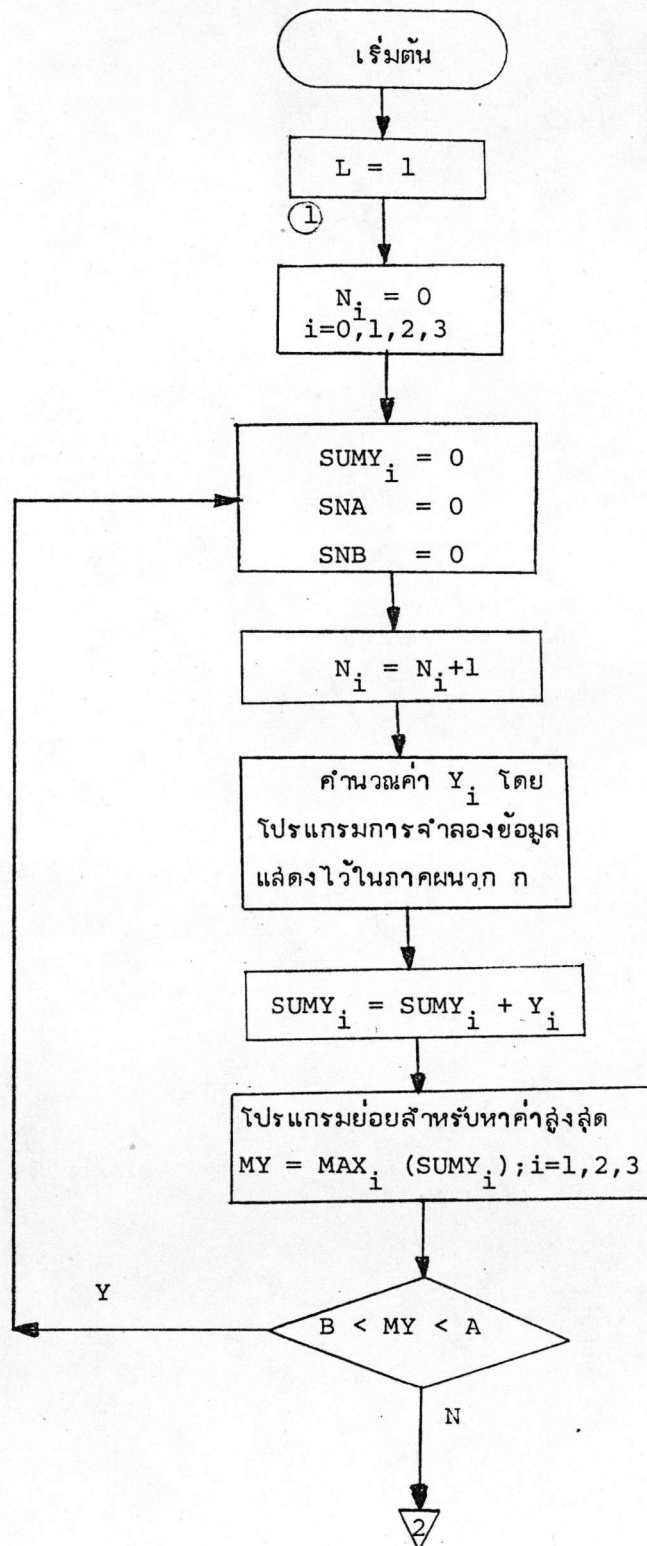 เริ่มต้น
L = 1
1
N_i = 0
i=0,1,2,3
SUMY_i = 0
SNA = 0
SNB = 0
N_i = N_i+1
คำนวณค่า Y_i โดย
โปรแกรมการจำลองข้อมูล
แสดงไว้ในภาคผนวก ก
SUMY_i = SUMY_i + Y_i
โปรแกรมย่อยสำหรับหาค่าสูงสุด
MY = MAX_i (SUMY_i);i=1,2,3
Y
B < MY < A
N
2